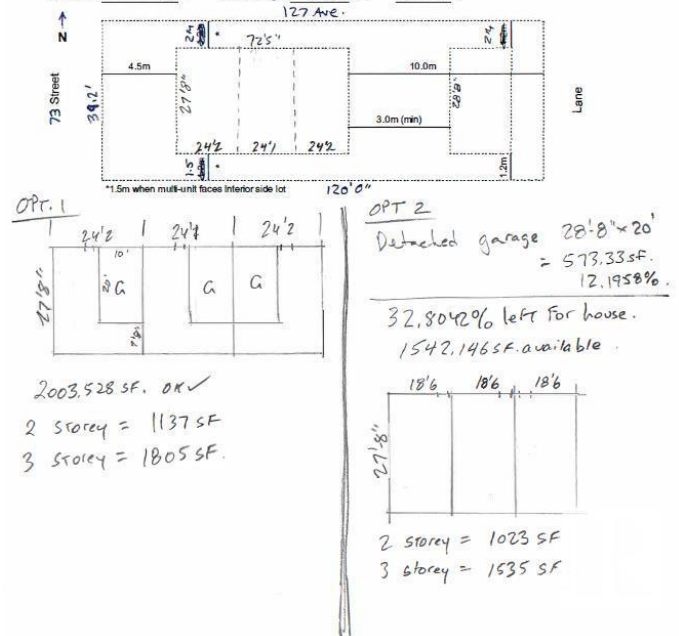 127 Ave.
N
2.4
72'5"
2.4
4.5m
10.0m
73 Street
39.2'
27'8"
28'8"
Lane
3.0m (min)
24'2 24'1 24'2
1.5
1.2m
*1.5m when multi-unit faces Interior side lot
120'0"
OPT. 1
24'2 24'1 24'2
10'
20'
G G G
27'8"
7'8"
2003.528 SF. OK ✓
2 storey = 1137 SF
3 storey = 1805 SF.
OPT 2
Detached garage 28'-8" x 20'
= 573.33 SF.
12.1958%.
32.8042% left for house.
1542.146 SF. available.
18'6 18'6 18'6
27'8"
2 storey = 1023 SF
3 storey = 1535 SF